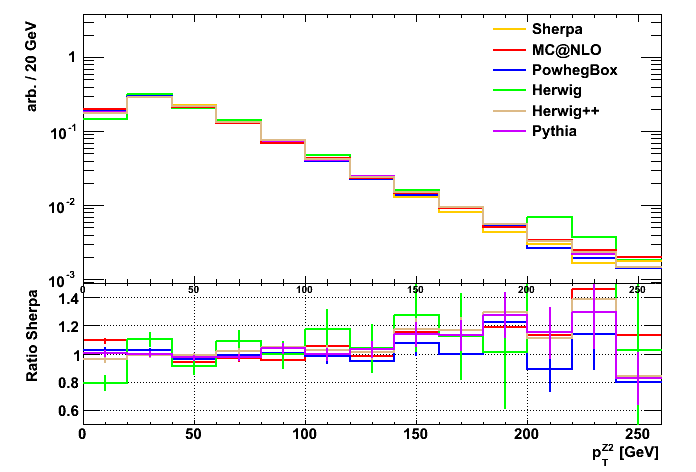 arb. / 20 GeV
1
10⁻¹
10⁻²
10⁻³
Sherpa
MC@NLO
PowhegBox
Herwig
Herwig++
Pythia
0 50 100 150 200 250
Ratio Sherpa
1.4
1.2
1
0.8
0.6
0 50 100 150 200 250
p_T^Z2 [GeV]